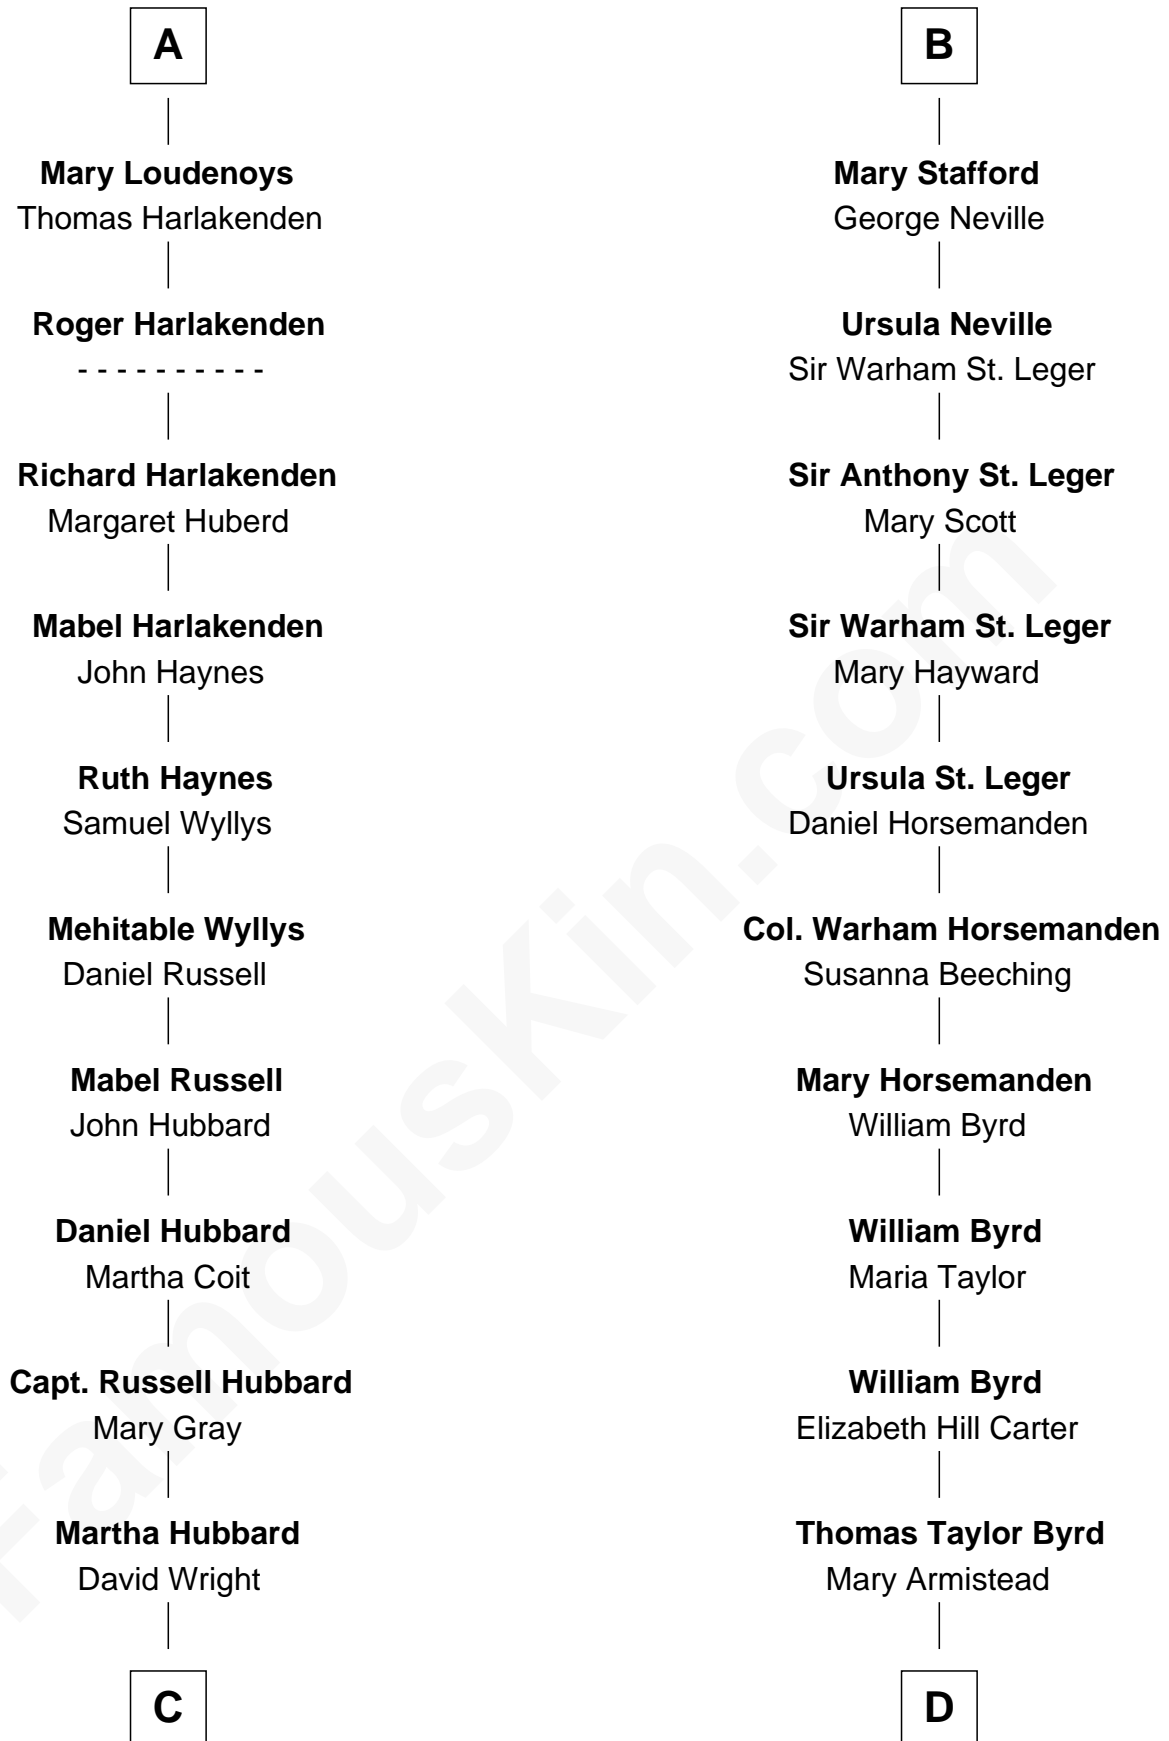 A
Mary Loudenoys
Thomas Harlakenden
Roger Harlakenden
- - - - - - - - - -
Richard Harlakenden
Margaret Huberd
Mabel Harlakenden
John Haynes
Ruth Haynes
Samuel Wyllys
Mehitable Wyllys
Daniel Russell
Mabel Russell
John Hubbard
Daniel Hubbard
Martha Coit
Capt. Russell Hubbard
Mary Gray
Martha Hubbard
David Wright
C
B
Mary Stafford
George Neville
Ursula Neville
Sir Warham St. Leger
Sir Anthony St. Leger
Mary Scott
Sir Warham St. Leger
Mary Hayward
Ursula St. Leger
Daniel Horsemanden
Col. Warham Horsemanden
Susanna Beeching
Mary Horsemanden
William Byrd
William Byrd
Maria Taylor
William Byrd
Elizabeth Hill Carter
Thomas Taylor Byrd
Mary Armistead
D
FamousKin.com